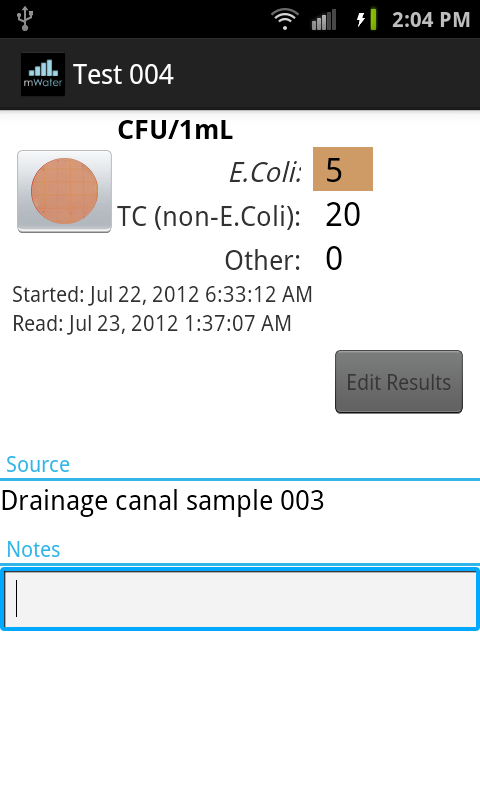 2:04 PM
mWater
Test 004
CFU/1mL
E.Coli: 5
TC (non-E.Coli): 20
Other: 0
Started: Jul 22, 2012 6:33:12 AM
Read: Jul 23, 2012 1:37:07 AM
Edit Results
Source
Drainage canal sample 003
Notes